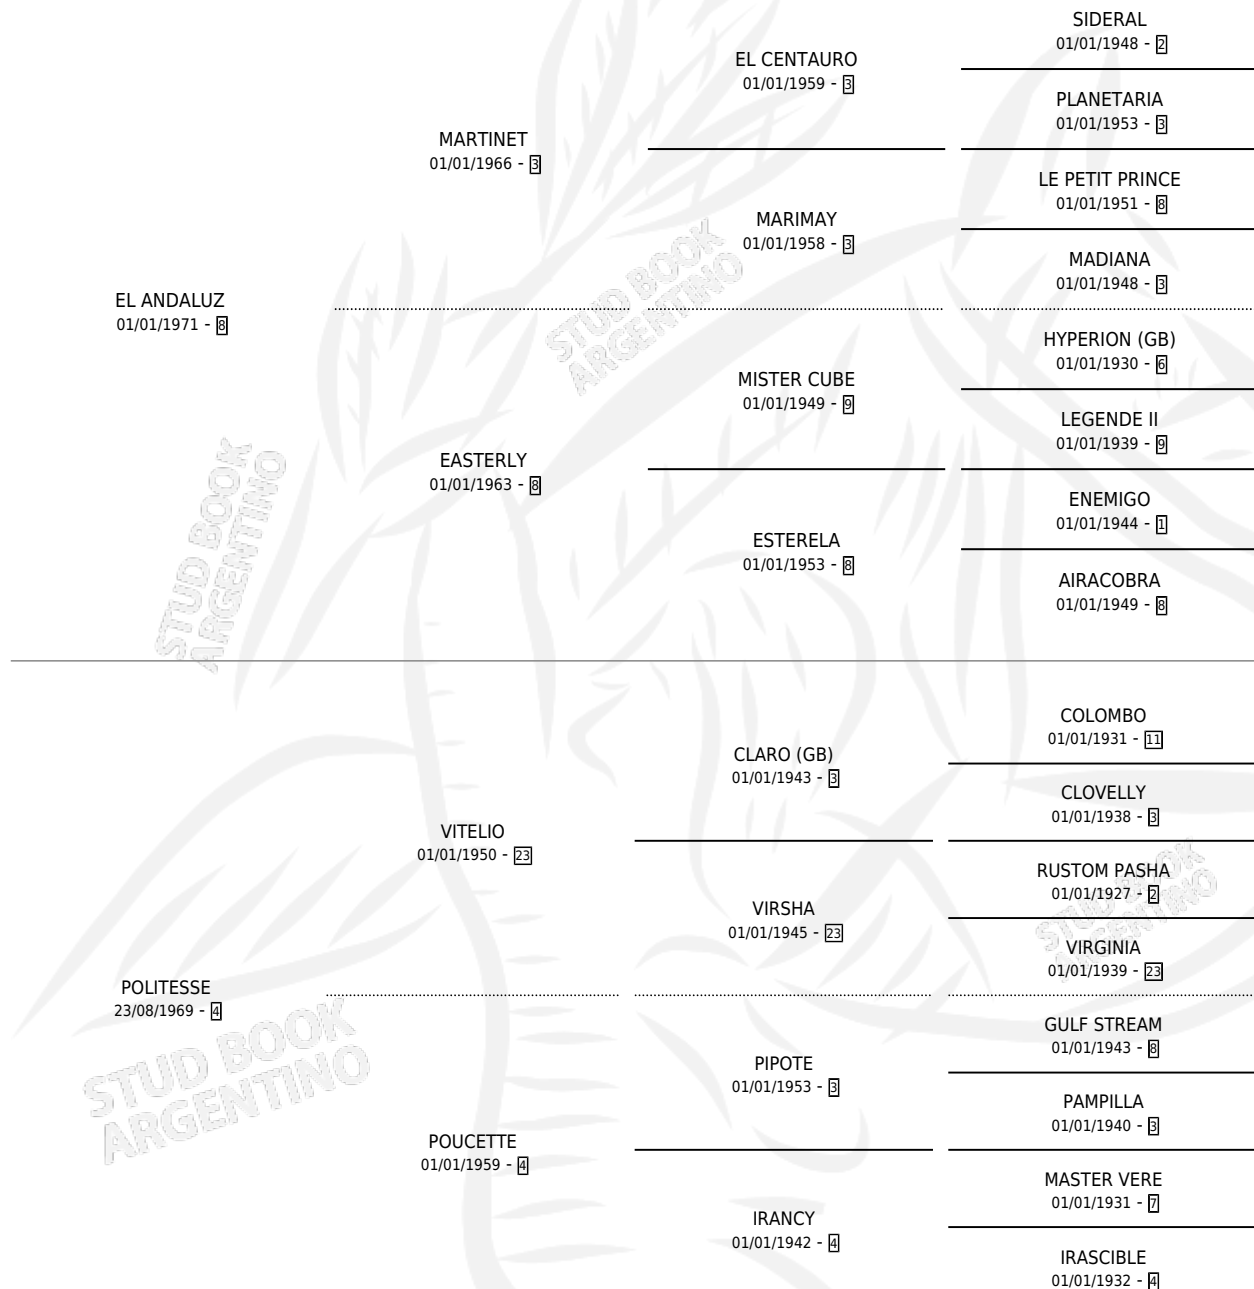 SIDERAL
01/01/1948 - 2
EL CENTAURO
01/01/1959 - 3
PLANETARIA
01/01/1953 - 3
MARTINET
01/01/1966 - 3
LE PETIT PRINCE
01/01/1951 - 8
MARIMAY
01/01/1958 - 3
MADIANA
01/01/1948 - 3
EL ANDALUZ
01/01/1971 - 8
HYPERION (GB)
01/01/1930 - 6
MISTER CUBE
01/01/1949 - 9
LEGENDE II
01/01/1939 - 9
EASTERLY
01/01/1963 - 8
ENEMIGO
01/01/1944 - 1
ESTERELA
01/01/1953 - 8
AIRACOBRA
01/01/1949 - 8
COLOMBO
01/01/1931 - 11
CLARO (GB)
01/01/1943 - 3
CLOVELLY
01/01/1938 - 3
VITELIO
01/01/1950 - 23
RUSTOM PASHA
01/01/1927 - 2
VIRSHA
01/01/1945 - 23
VIRGINIA
01/01/1939 - 23
POLITESSE
23/08/1969 - 4
GULF STREAM
01/01/1943 - 8
PIPOTE
01/01/1953 - 3
PAMPILLA
01/01/1940 - 3
POUCETTE
01/01/1959 - 4
MASTER VERE
01/01/1931 - 7
IRANCY
01/01/1942 - 4
IRASCIBLE
01/01/1932 - 4
STUD BOOK
ARGENTINO
STUD BOOK
ARGENTINO
STUD BOOK
ARGENTINO
STUD BOOK
ARGENTINO